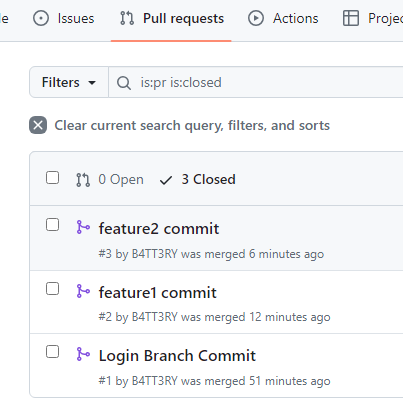 le Issues Pull requests Actions Projec
Filters is:pr is:closed
Clear current search query, filters, and sorts
0 Open 3 Closed
feature2 commit
#3 by B4TT3RY was merged 6 minutes ago
feature1 commit
#2 by B4TT3RY was merged 12 minutes ago
Login Branch Commit
#1 by B4TT3RY was merged 51 minutes ago